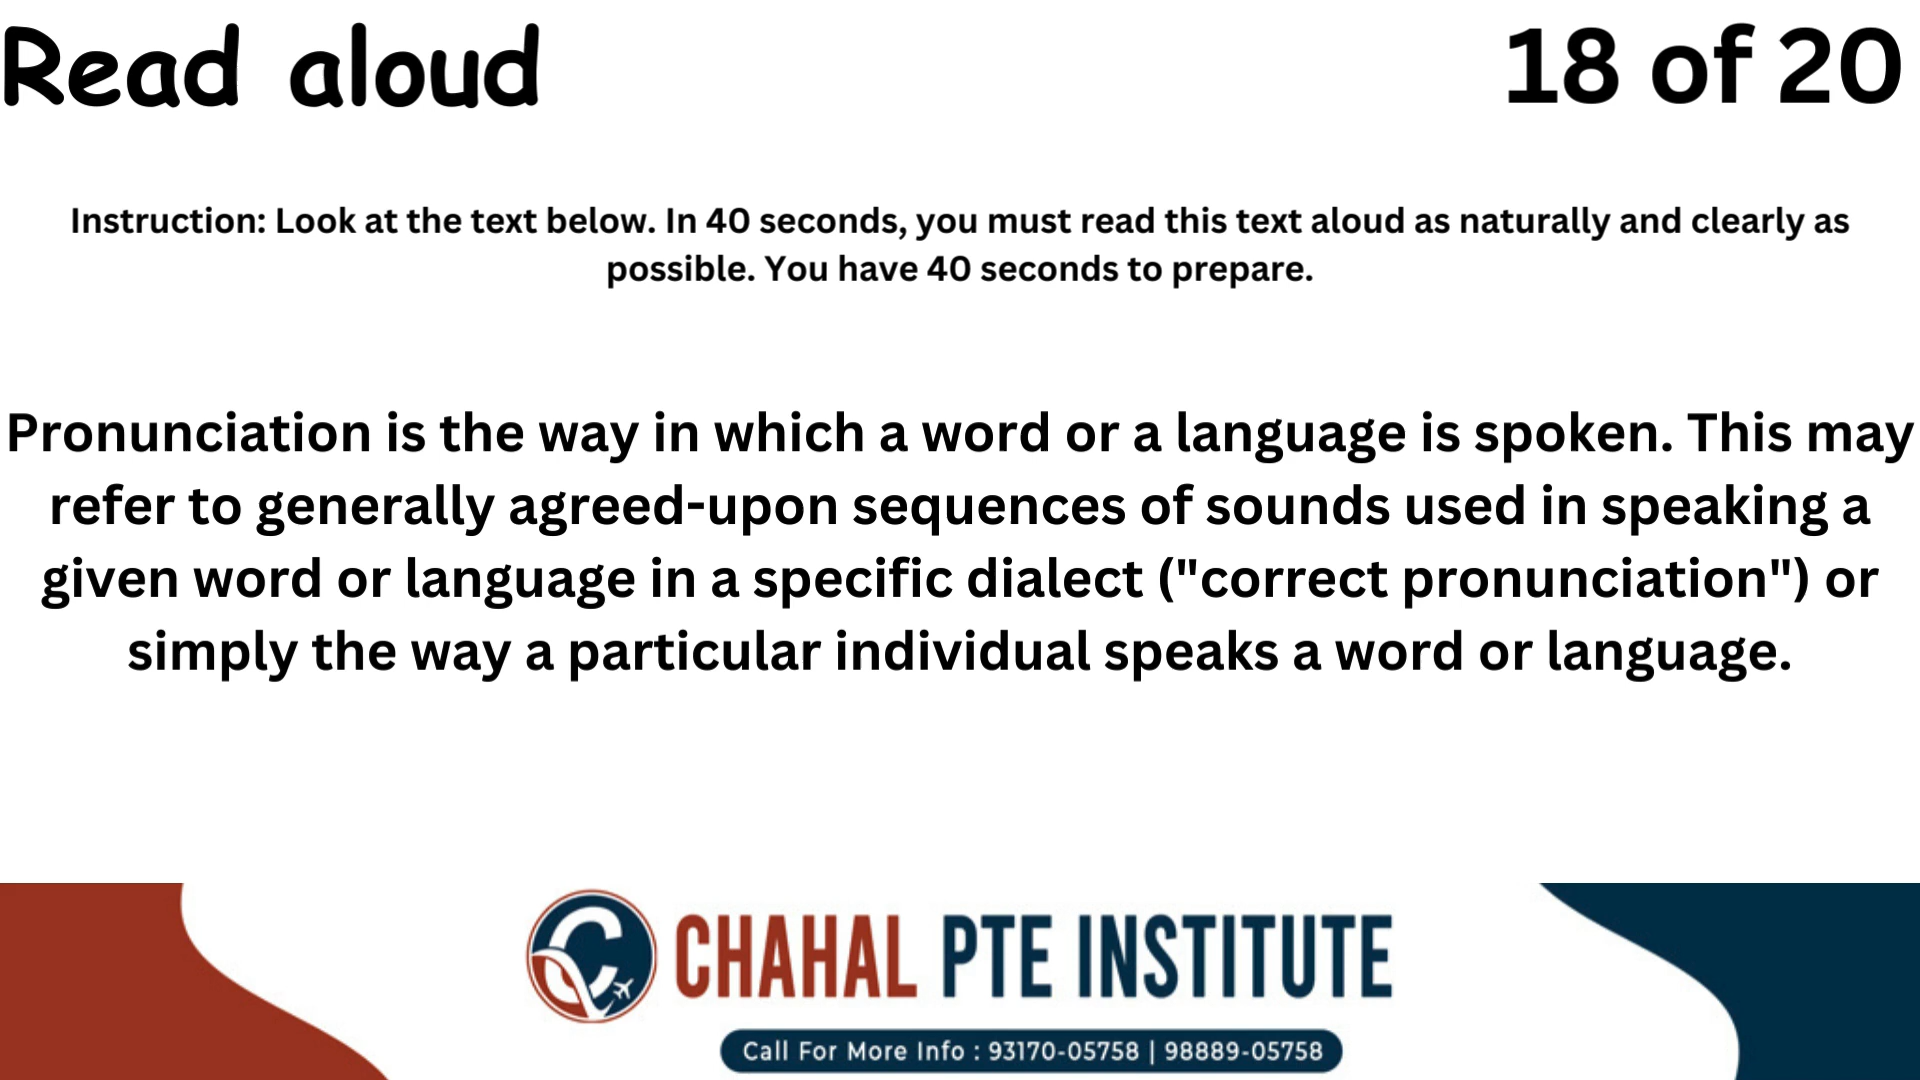 Read aloud
18 of 20
Instruction: Look at the text below. In 40 seconds, you must read this text aloud as naturally and clearly as
possible. You have 40 seconds to prepare.
Pronunciation is the way in which a word or a language is spoken. This may
refer to generally agreed-upon sequences of sounds used in speaking a
given word or language in a specific dialect ("correct pronunciation") or
simply the way a particular individual speaks a word or language.
CHAHAL PTE INSTITUTE
Call For More Info : 93170-05758 | 98889-05758